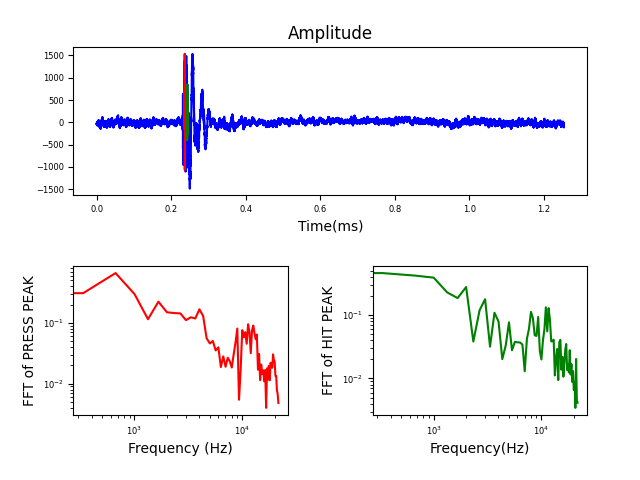 Amplitude
1500
1000
500
0
−500
−1000
−1500
0.0 0.2 0.4 0.6 0.8 1.0 1.2
Time(ms)
FFT of PRESS PEAK
10⁻¹
10⁻²
10³ 10⁴
Frequency (Hz)
FFT of HIT PEAK
10⁻¹
10⁻²
10³ 10⁴
Frequency(Hz)